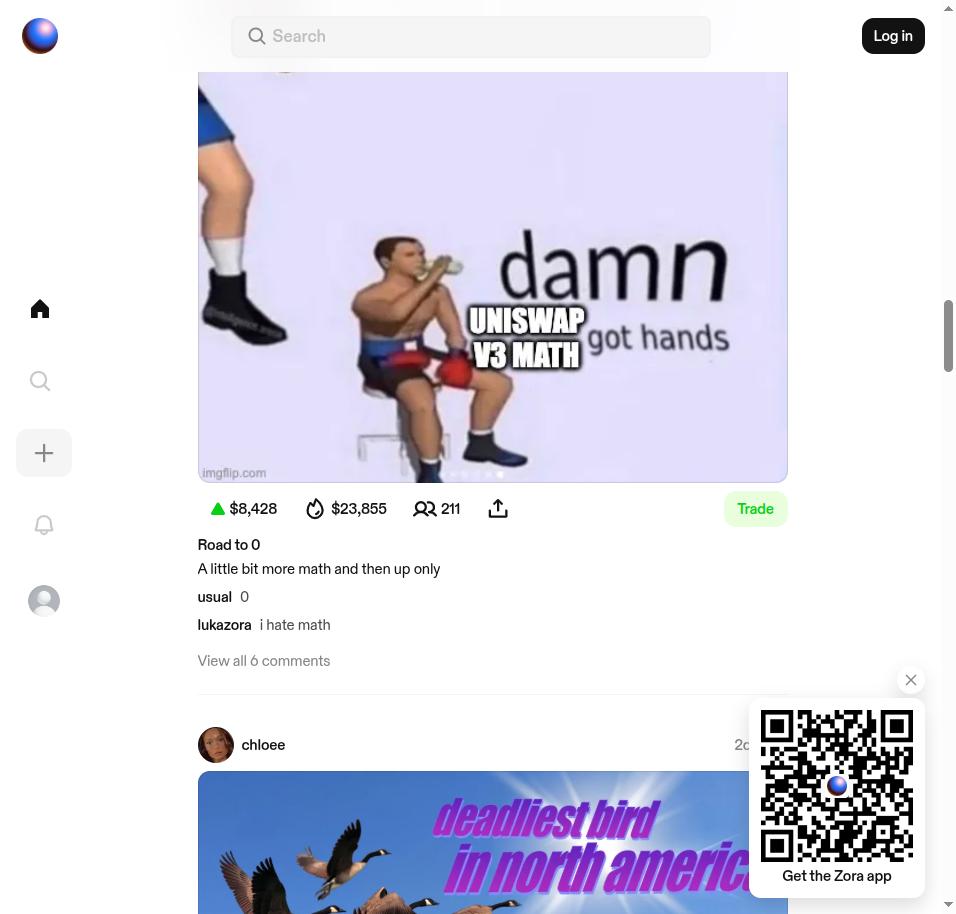 Search
Log in
damn
UNISWAP
V3 MATH
got hands
imgflip.com
$8,428
$23,855
211
Trade
Road to 0
A little bit more math and then up only
usual 0
lukazora i hate math
View all 6 comments
chloee
deadliest bird
in north americ
Get the Zora app